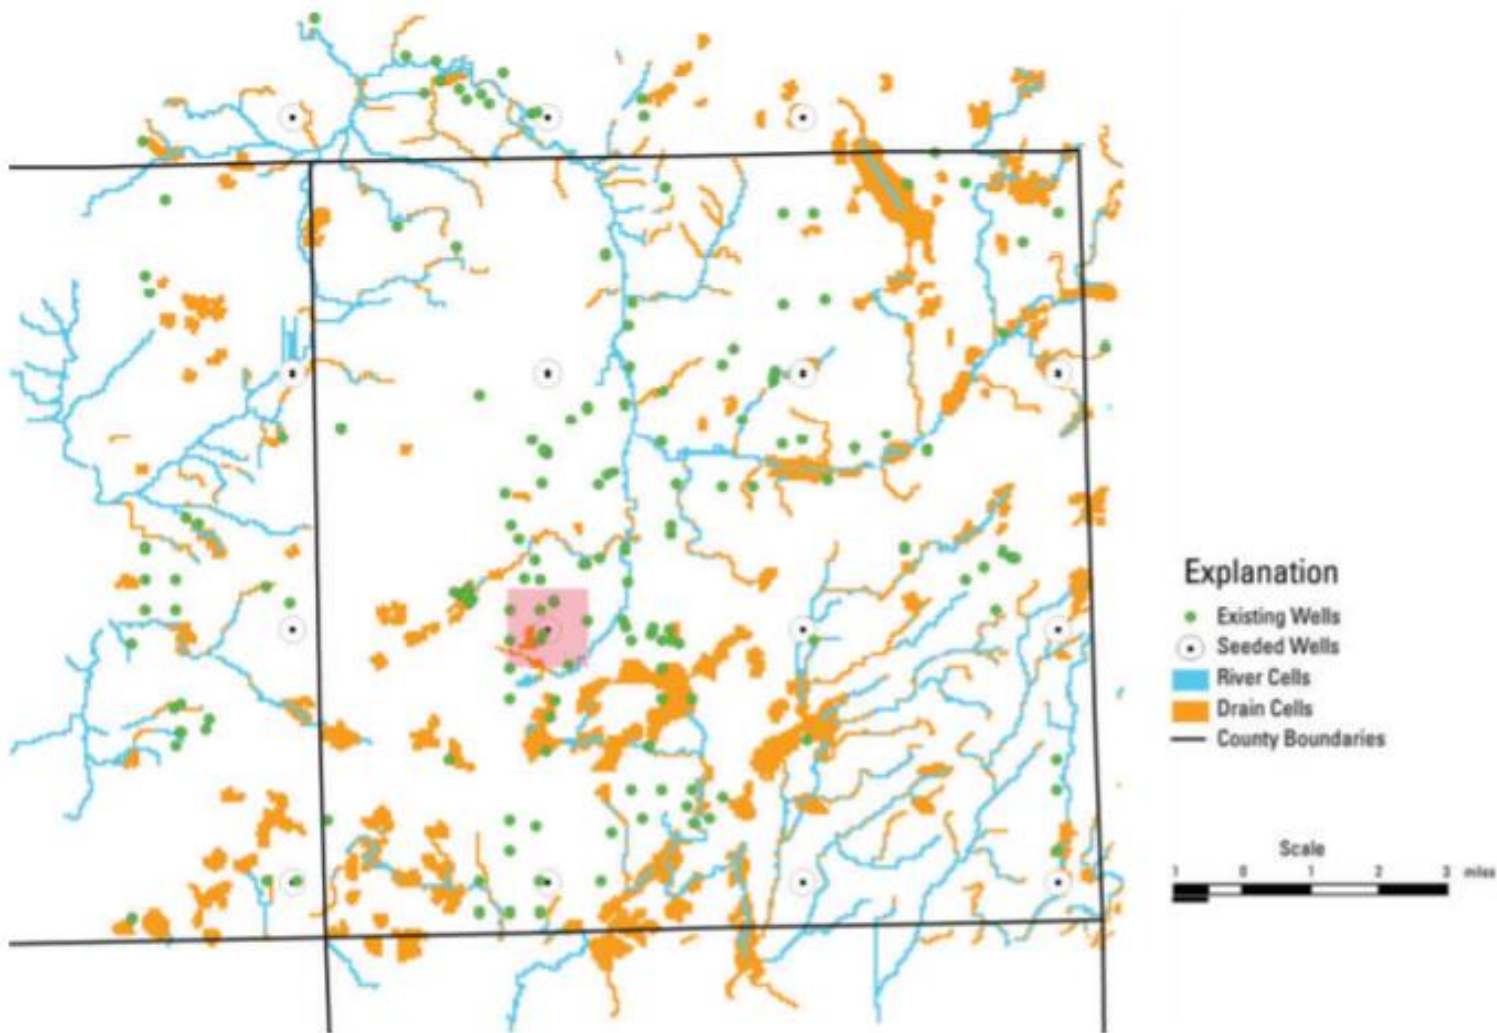 Explanation
Existing Wells
Seeded Wells
River Cells
Drain Cells
County Boundaries
Scale
1 0 1 2 3 miles